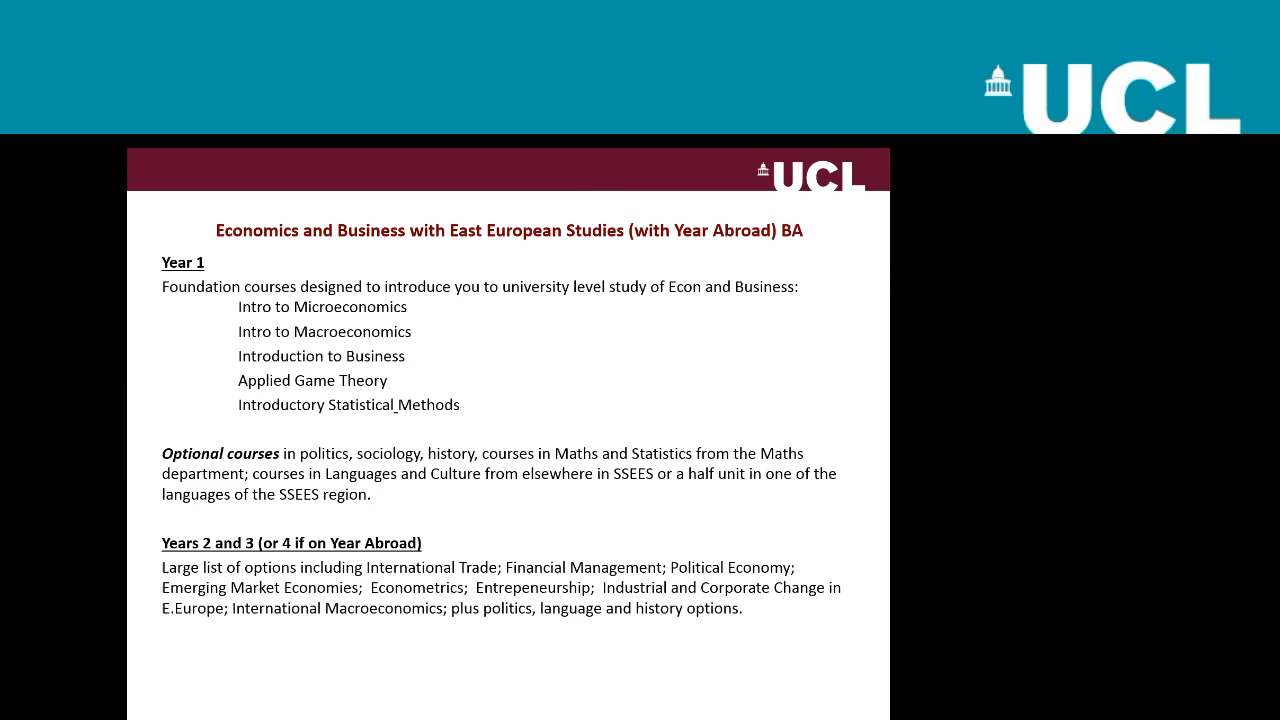 UCL
UCL
Economics and Business with East European Studies (with Year Abroad) BA
Year 1
Foundation courses designed to introduce you to university level study of Econ and Business:
Intro to Microeconomics
Intro to Macroeconomics
Introduction to Business
Applied Game Theory
Introductory Statistical Methods
Optional courses in politics, sociology, history, courses in Maths and Statistics from the Maths
department; courses in Languages and Culture from elsewhere in SSEES or a half unit in one of the
languages of the SSEES region.
Years 2 and 3 (or 4 if on Year Abroad)
Large list of options including International Trade; Financial Management; Political Economy;
Emerging Market Economies; Econometrics; Entrepeneurship; Industrial and Corporate Change in
E.Europe; International Macroeconomics; plus politics, language and history options.